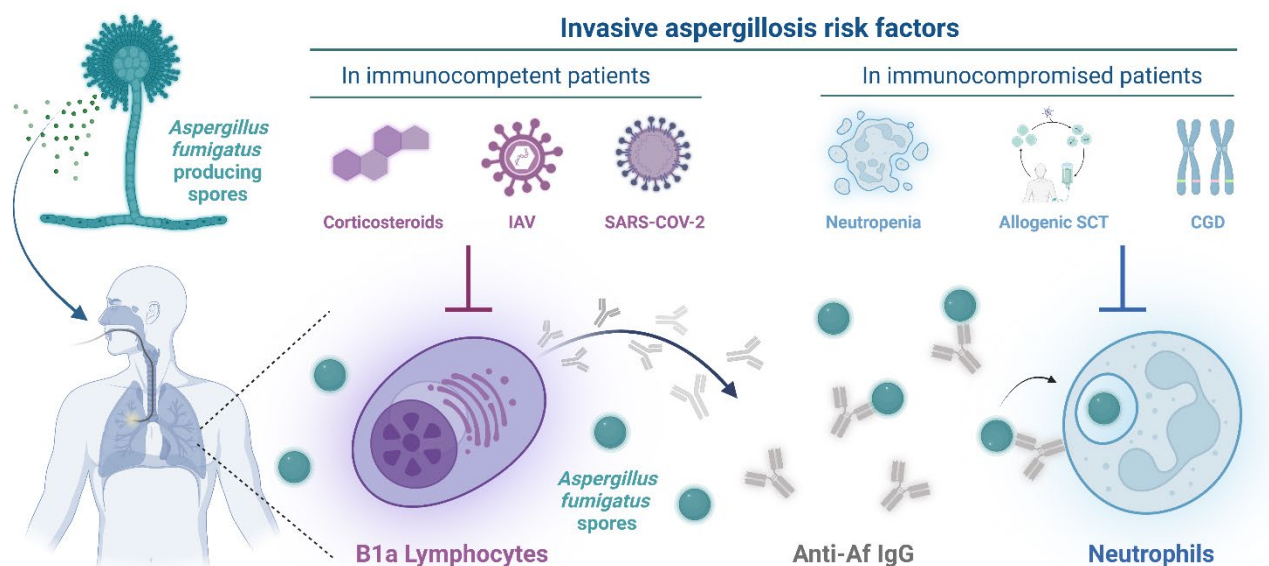 Invasive aspergillosis risk factors
In immunocompetent patients
In immunocompromised patients
Aspergillus
fumigatus
producing
spores
Corticosteroids
IAV
SARS-COV-2
Neutropenia
Allogenic SCT
CGD
Aspergillus
fumigatus
spores
B1a Lymphocytes
Anti-Af IgG
Neutrophils